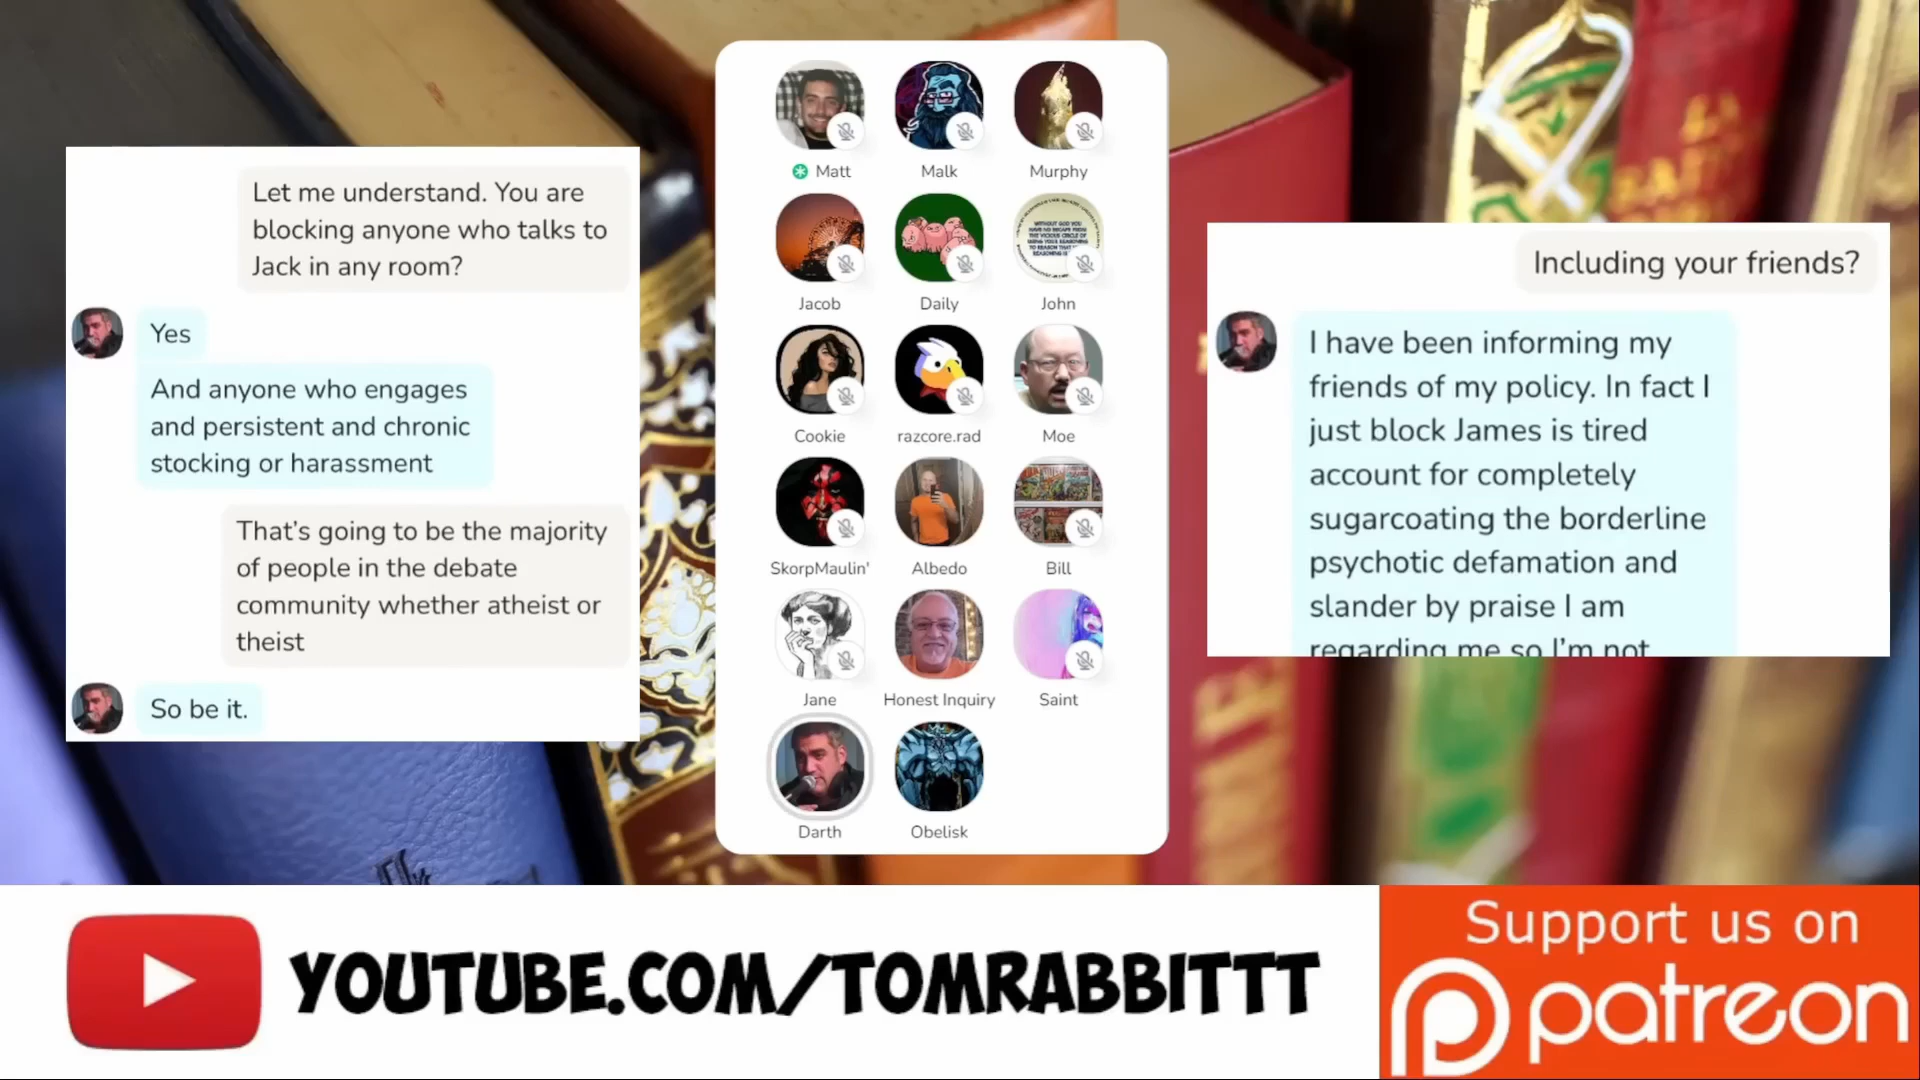 Let me understand. You are
blocking anyone who talks to
Jack in any room?
Yes
And anyone who engages
and persistent and chronic
stocking or harassment
That's going to be the majority
of people in the debate
community whether atheist or
theist
So be it.
Matt
Malk
Murphy
Jacob
Daily
John
Cookie
razcore.rad
Moe
SkorpMaulin'
Albedo
Bill
Jane
Honest Inquiry
Saint
Darth
Obelisk
Including your friends?
I have been informing my
friends of my policy. In fact I
just block James is tired
account for completely
sugarcoating the borderline
psychotic defamation and
slander by praise I am
regarding me so I'm not
YOUTUBE.COM/TOMRABBITTT
Support us on
patreon